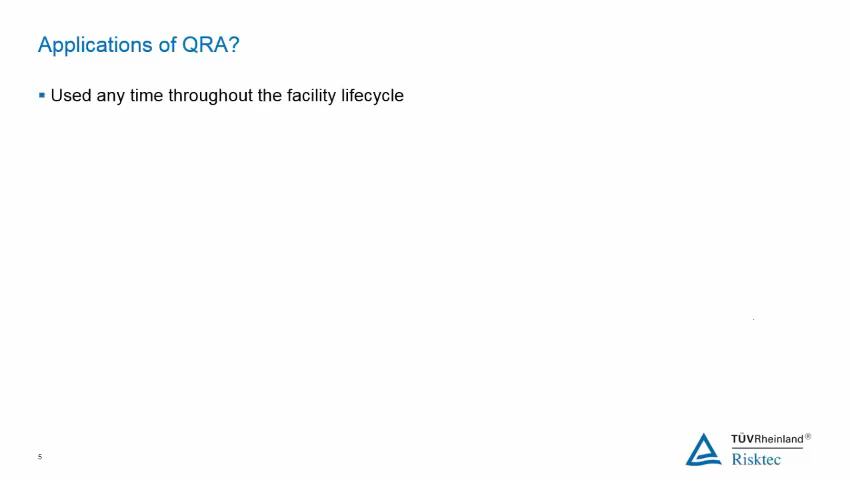 Applications of QRA?
▪ Used any time throughout the facility lifecycle
5
TÜVRheinland®
Risktec